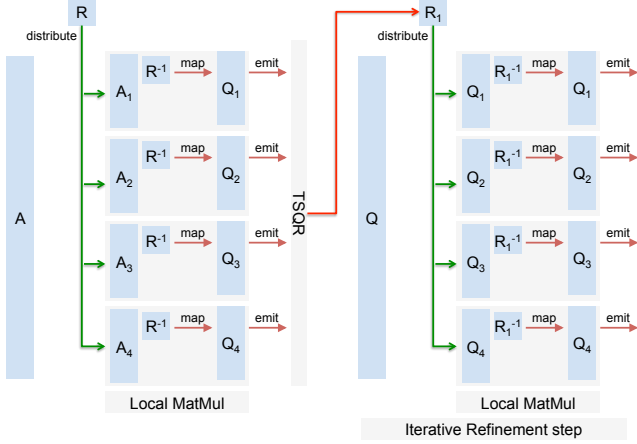 R
distribute
A
A1
R-1
map
Q1
emit
A2
R-1
map
Q2
emit
A3
R-1
map
Q3
emit
A4
R-1
map
Q4
emit
Local MatMul
TSQR
R1
distribute
Q
Q1
R1-1
map
Q1
emit
Q2
R1-1
map
Q2
emit
Q3
R1-1
map
Q3
emit
Q4
R1-1
map
Q4
emit
Local MatMul
Iterative Refinement step